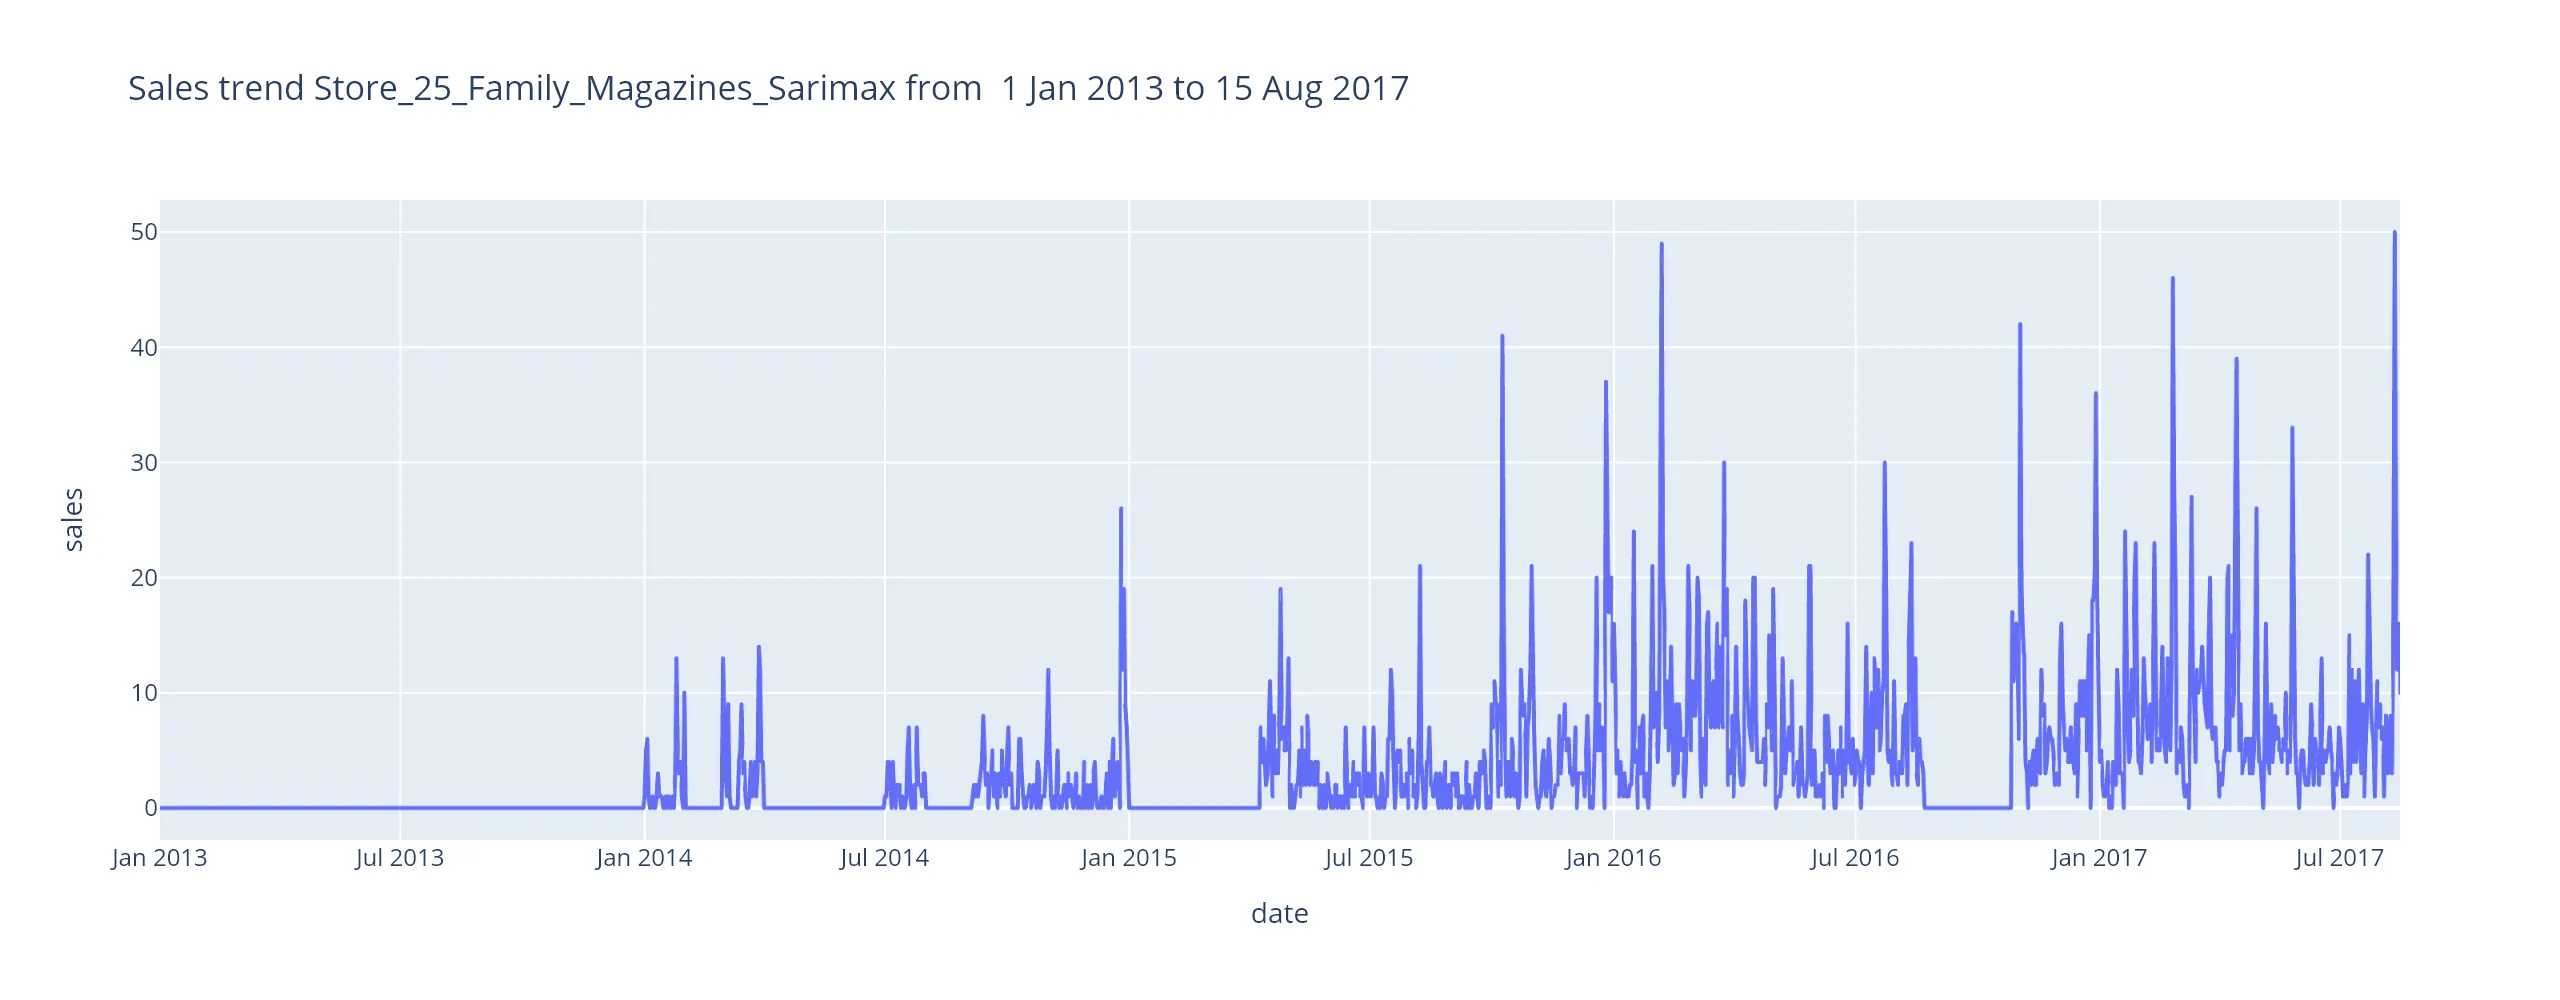 Sales trend Store_25_Family_Magazines_Sarimax from  1 Jan 2013 to 15 Aug 2017
50
40
30
20
10
0
sales
Jan 2013 Jul 2013 Jan 2014 Jul 2014 Jan 2015 Jul 2015 Jan 2016 Jul 2016 Jan 2017 Jul 2017
date